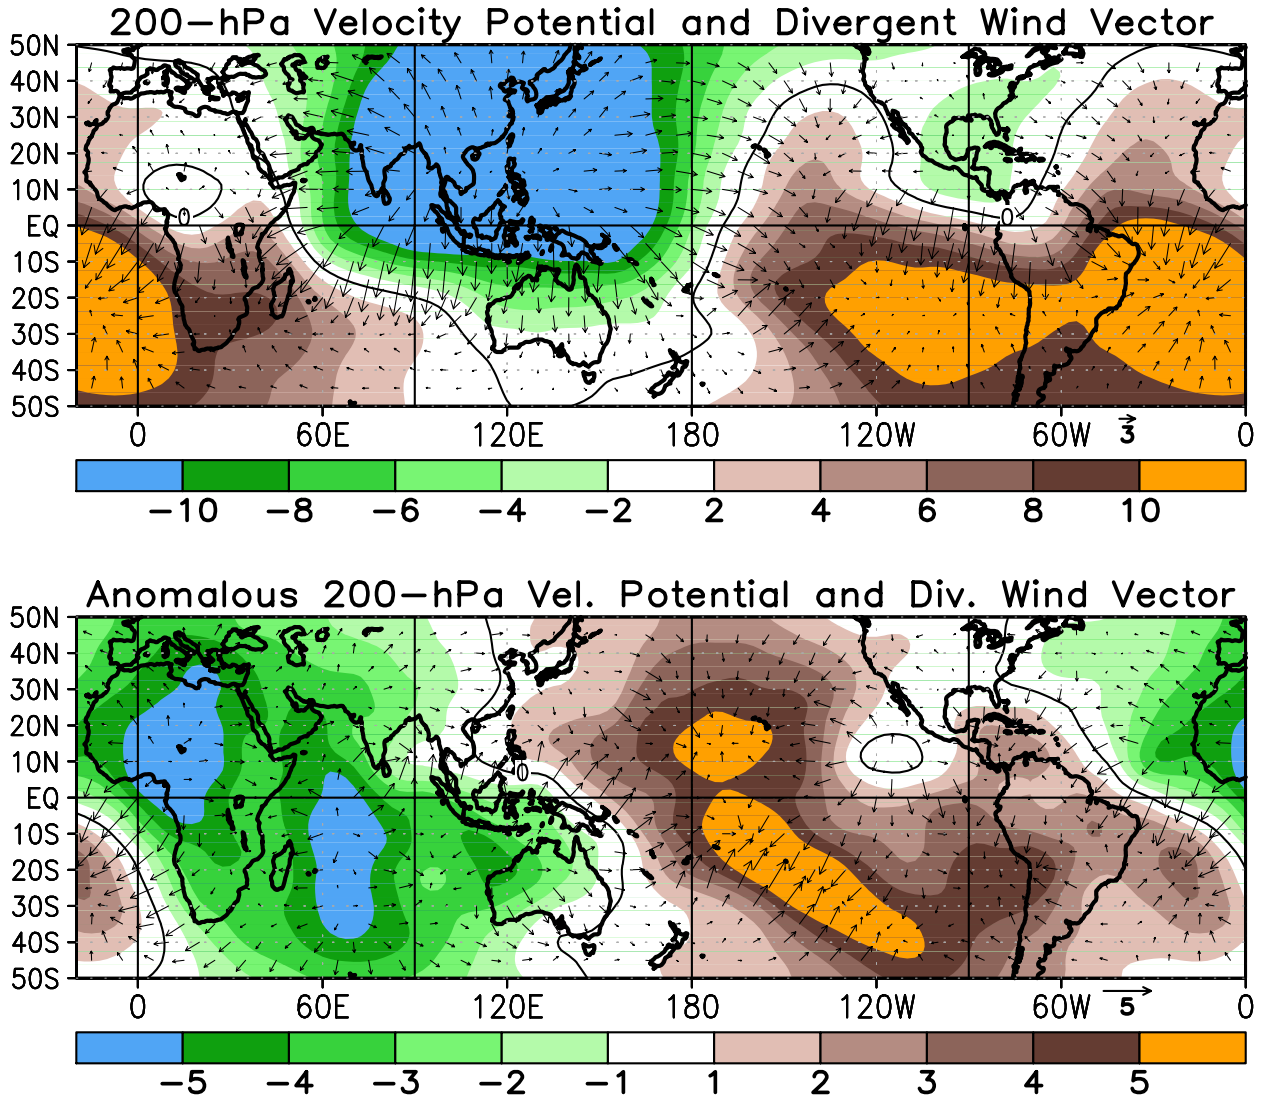 200-hPa Velocity Potential and Divergent Wind Vector
50N
40N
30N
20N
10N
EQ
10S
20S
30S
40S
50S
0
0
0 60E 120E 180 120W 60W 3 0
-10 -8 -6 -4 -2 2 4 6 8 10
Anomalous 200-hPa Vel. Potential and Div. Wind Vector
50N
40N
30N
20N
10N
EQ
10S
20S
30S
40S
50S
0
0 60E 120E 180 120W 60W 5 0
-5 -4 -3 -2 -1 1 2 3 4 5